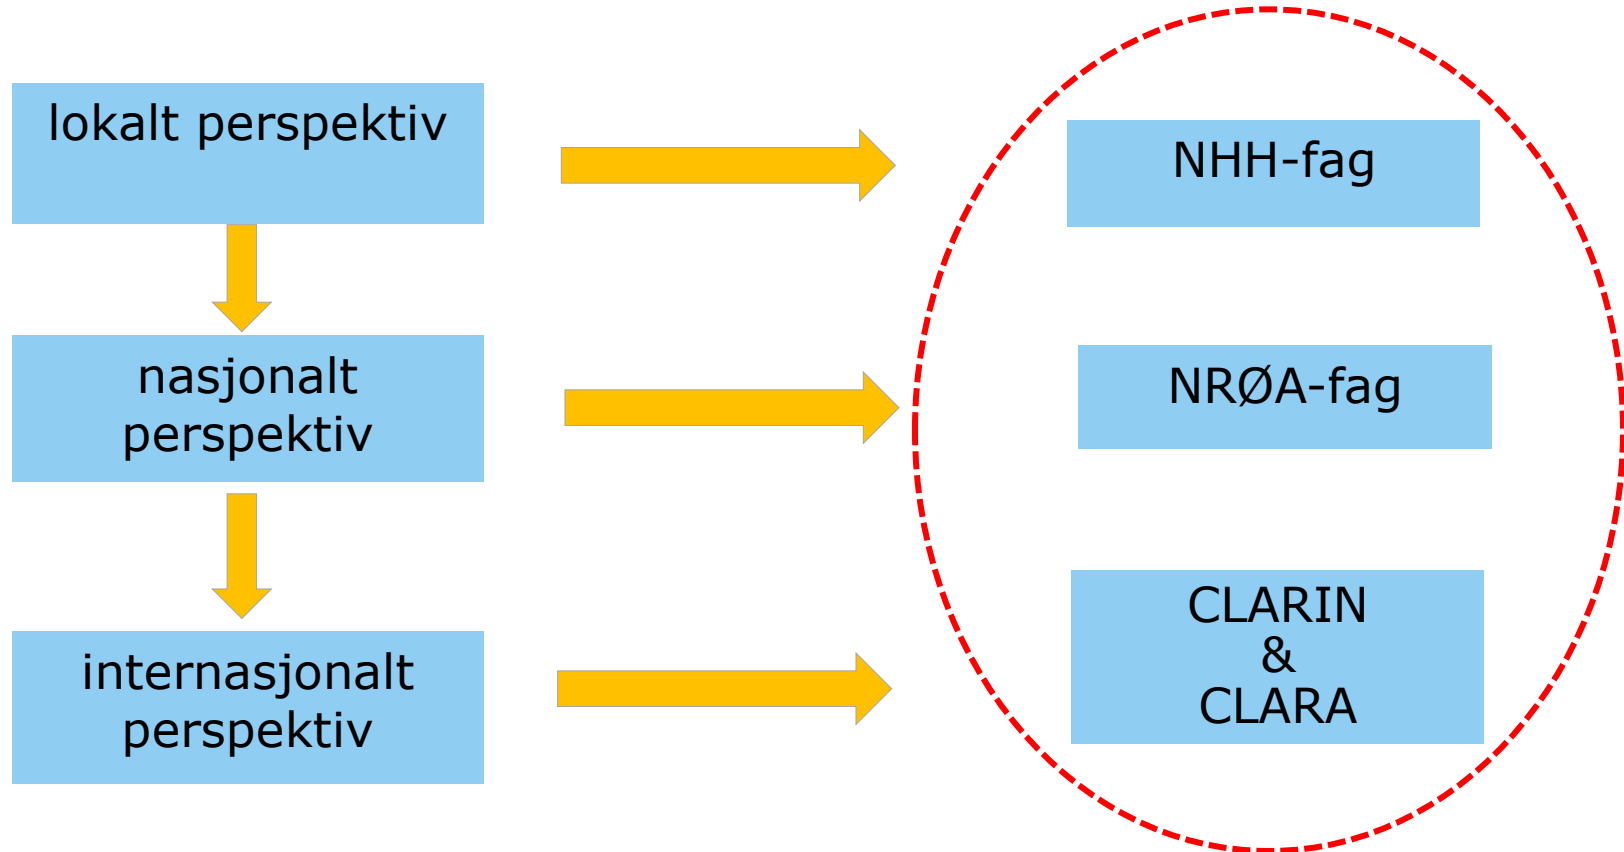 lokalt perspektiv
NHH-fag
nasjonalt
perspektiv
NRØA-fag
internasjonalt
perspektiv
CLARIN
&
CLARA